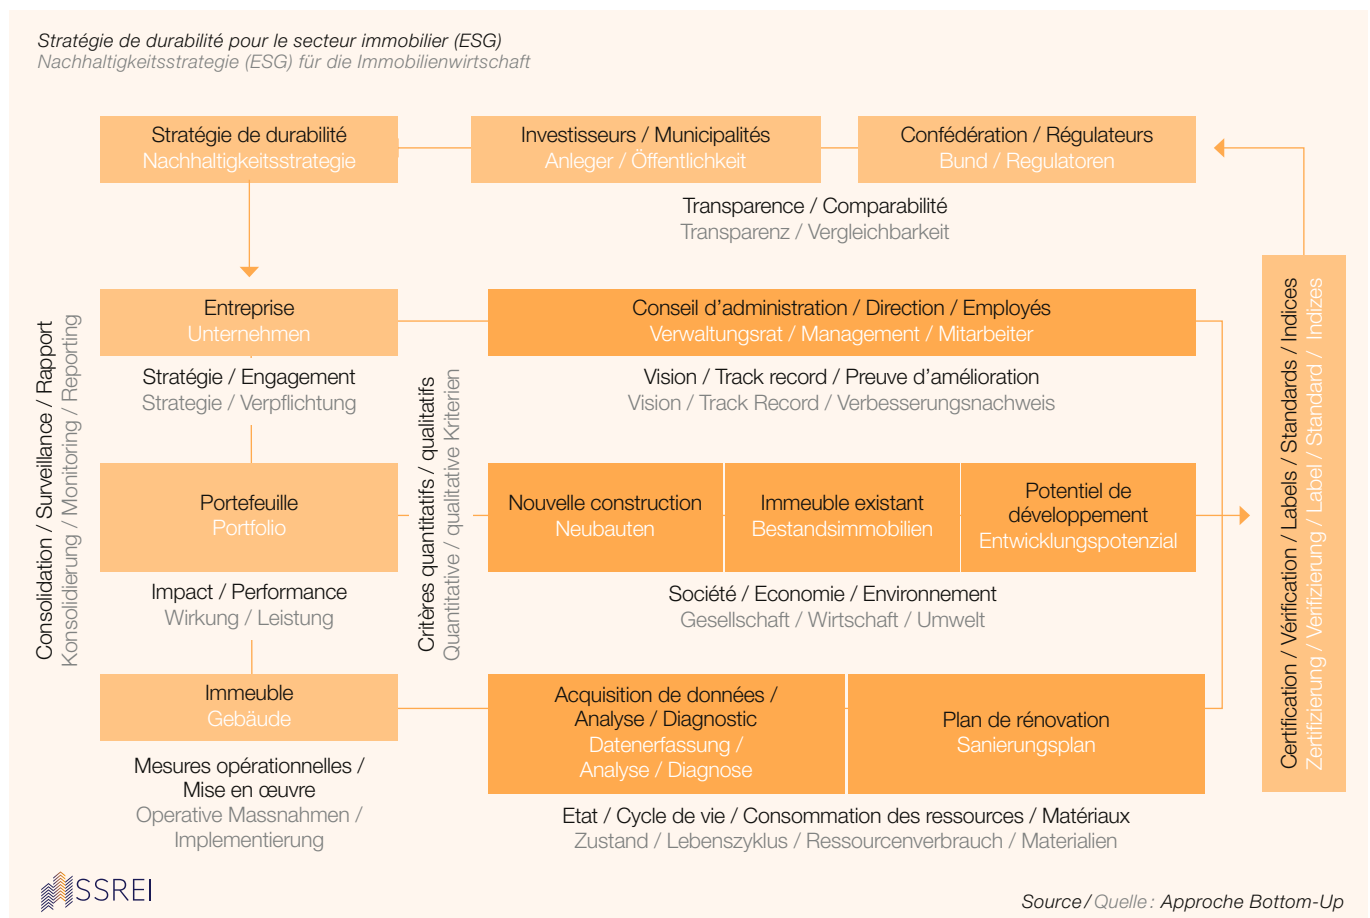 Stratégie de durabilité pour le secteur immobilier (ESG)
Nachhaltigkeitsstrategie (ESG) für die Immobilienwirtschaft
Stratégie de durabilité
Nachhaltigkeitsstrategie
Investisseurs / Municipalités
Anleger / Öffentlichkeit
Confédération / Régulateurs
Bund / Regulatoren
Transparence / Comparabilité
Transparenz / Vergleichbarkeit
Consolidation / Surveillance / Rapport
Konsolidierung / Monitoring / Reporting
Entreprise
Unternehmen
Conseil d’administration / Direction / Employés
Verwaltungsrat / Management / Mitarbeiter
Stratégie / Engagement
Strategie / Verpflichtung
Critères quantitatifs / qualitatifs
Quantitative / qualitative Kriterien
Vision / Track record / Preuve d’amélioration
Vision / Track Record / Verbesserungsnachweis
Portefeuille
Portfolio
Nouvelle construction
Neubauten
Immeuble existant
Bestandsimmobilien
Potentiel de
développement
Entwicklungspotenzial
Impact / Performance
Wirkung / Leistung
Société / Economie / Environnement
Gesellschaft / Wirtschaft / Umwelt
Immeuble
Gebäude
Acquisition de données /
Analyse / Diagnostic
Datenerfassung /
Analyse / Diagnose
Plan de rénovation
Sanierungsplan
Mesures opérationnelles /
Mise en œuvre
Operative Massnahmen /
Implementierung
Etat / Cycle de vie / Consommation des ressources / Matériaux
Zustand / Lebenszyklus / Ressourcenverbrauch / Materialien
Certification / Vérification / Labels / Standards / Indices
Zertifizierung / Verifizierung / Label / Standard / Indizes
SSREI
Source / Quelle : Approche Bottom-Up